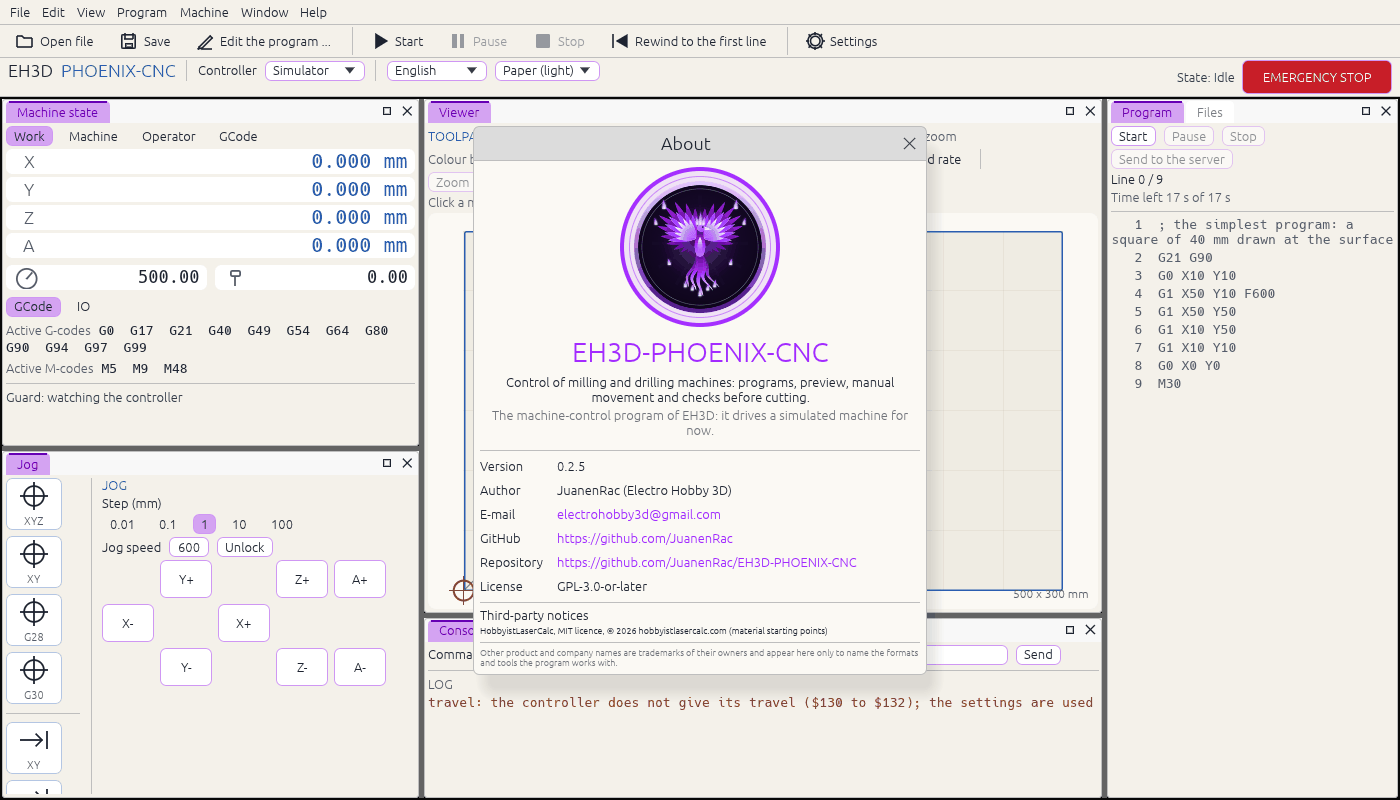 File Edit View Program Machine Window Help
Open file Save Edit the program ... Start Pause Stop Rewind to the first line Settings
EH3D PHOENIX-CNC Controller Simulator English Paper (light) State: Idle EMERGENCY STOP
Machine state
Work Machine Operator GCode
X 0.000 mm
Y 0.000 mm
Z 0.000 mm
A 0.000 mm
500.00 0.00
GCode IO
Active G-codes G0 G17 G21 G40 G49 G54 G64 G80
G90 G94 G97 G99
Active M-codes M5 M9 M48
Guard: watching the controller
Jog
XYZ
XY
G28
G30
XY
JOG
Step (mm)
0.01 0.1 1 10 100
Jog speed 600 Unlock
Y+ Z+ A+
X- X+
Y- Z- A-
Viewer
zoom
d rate
Zoom
Click a
500 x 300 mm
About
EH3D-PHOENIX-CNC
Control of milling and drilling machines: programs, preview, manual
movement and checks before cutting.
The machine-control program of EH3D: it drives a simulated machine for
now.
Version 0.2.5
Author JuanenRac (Electro Hobby 3D)
E-mail electrohobby3d@gmail.com
GitHub https://github.com/JuanenRac
Repository https://github.com/JuanenRac/EH3D-PHOENIX-CNC
License GPL-3.0-or-later
Third-party notices
HobbyistLaserCalc, MIT licence, © 2026 hobbyistlasercalc.com (material starting points)
Other product and company names are trademarks of their owners and appear here only to name the formats
and tools the program works with.
Send
LOG
travel: the controller does not give its travel ($130 to $132); the settings are used
Program Files
Start Pause Stop
Send to the server
Line 0 / 9
Time left 17 s of 17 s
1 ; the simplest program: a
square of 40 mm drawn at the surface
2 G21 G90
3 G0 X10 Y10
4 G1 X50 Y10 F600
5 G1 X50 Y50
6 G1 X10 Y50
7 G1 X10 Y10
8 G0 X0 Y0
9 M30